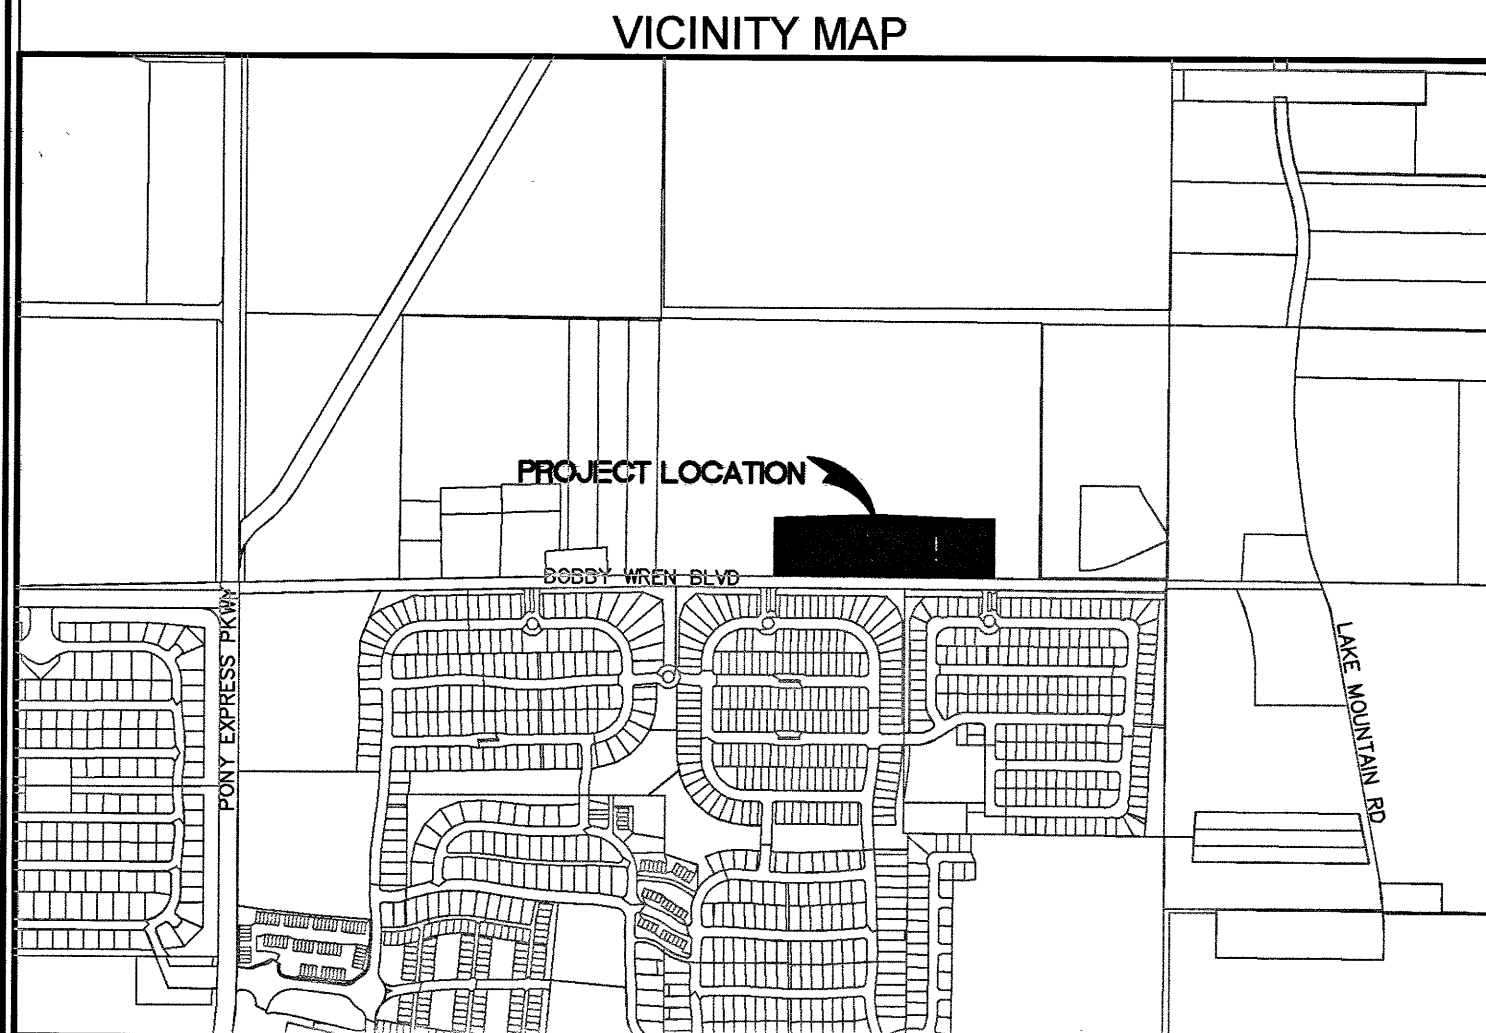 VICINITY MAP
PROJECT LOCATION
BOBBY WREN BLVD
PONY EXPRESS PKWY
LAKE MOUNTAIN RD